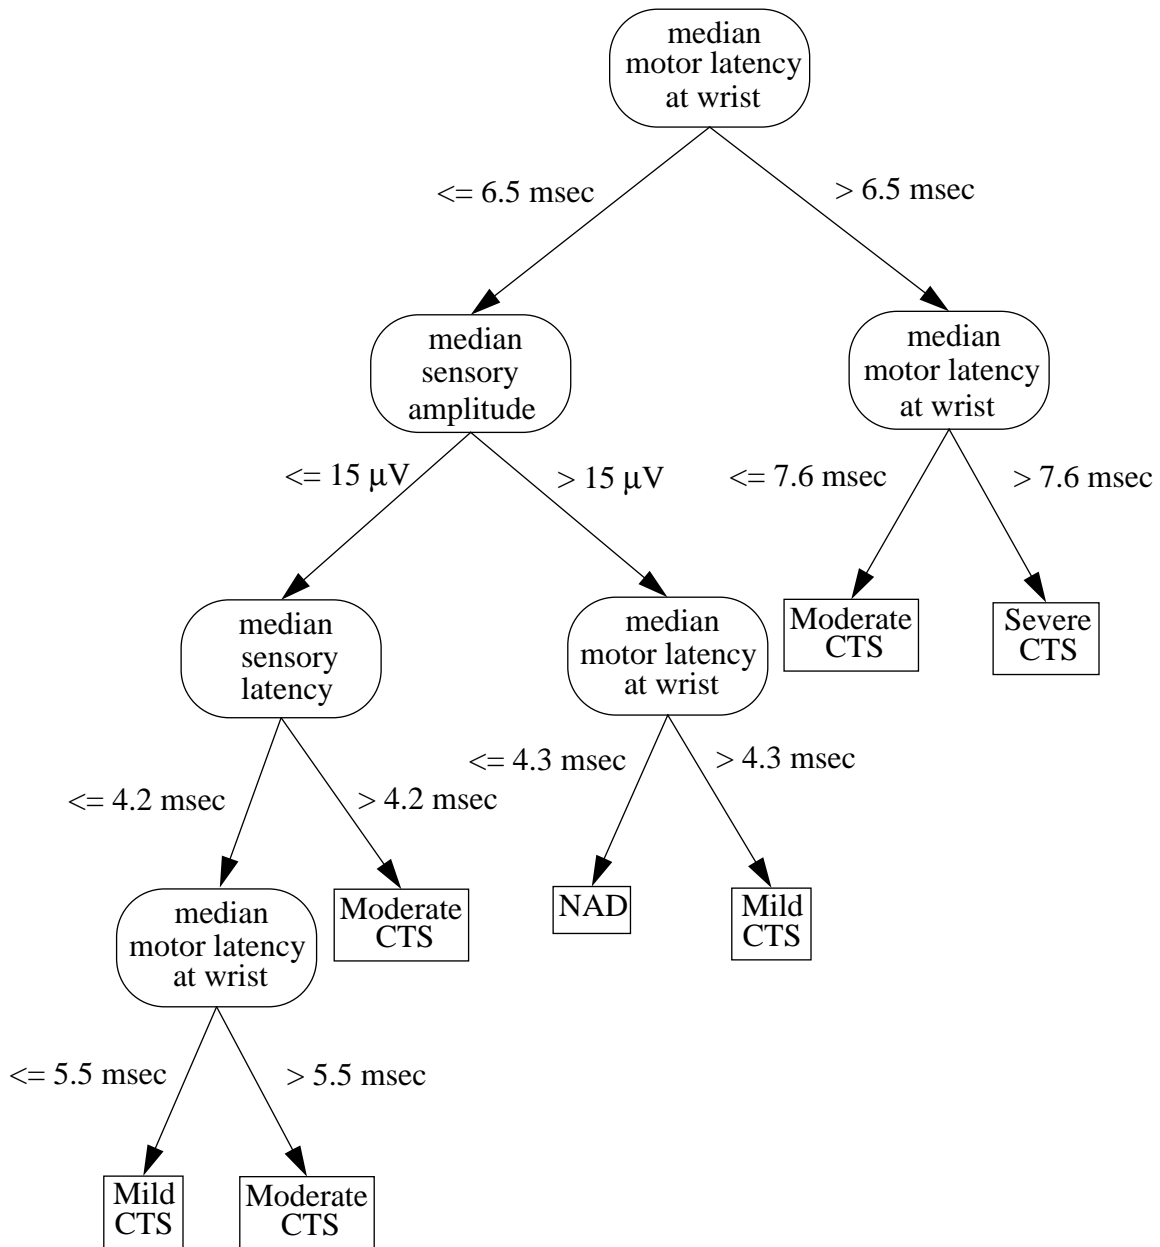 median
motor latency
at wrist
<= 6.5 msec
> 6.5 msec
median
sensory
amplitude
median
motor latency
at wrist
<= 15 μV
> 15 μV
<= 7.6 msec
> 7.6 msec
median
sensory
latency
median
motor latency
at wrist
Moderate
CTS
Severe
CTS
<= 4.2 msec
> 4.2 msec
<= 4.3 msec
> 4.3 msec
median
motor latency
at wrist
Moderate
CTS
NAD
Mild
CTS
<= 5.5 msec
> 5.5 msec
Mild
CTS
Moderate
CTS